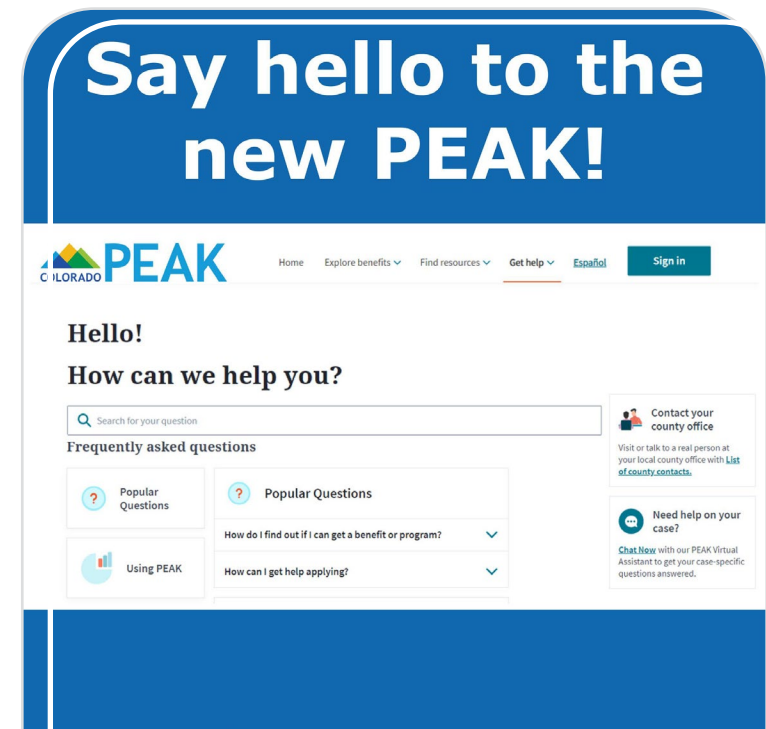 Say hello to the
new PEAK!
COLORADO PEAK
Home Explore benefits Find resources Get help Español Sign in
Hello!
How can we help you?
Search for your question
Frequently asked questions
Popular
Questions
Using PEAK
? Popular Questions
How do I find out if I can get a benefit or program?
How can I get help applying?
Contact your
county office
Visit or talk to a real person at
your local county office with List
of county contacts.
Need help on your
case?
Chat Now with our PEAK Virtual
Assistant to get your case-specific
questions answered.